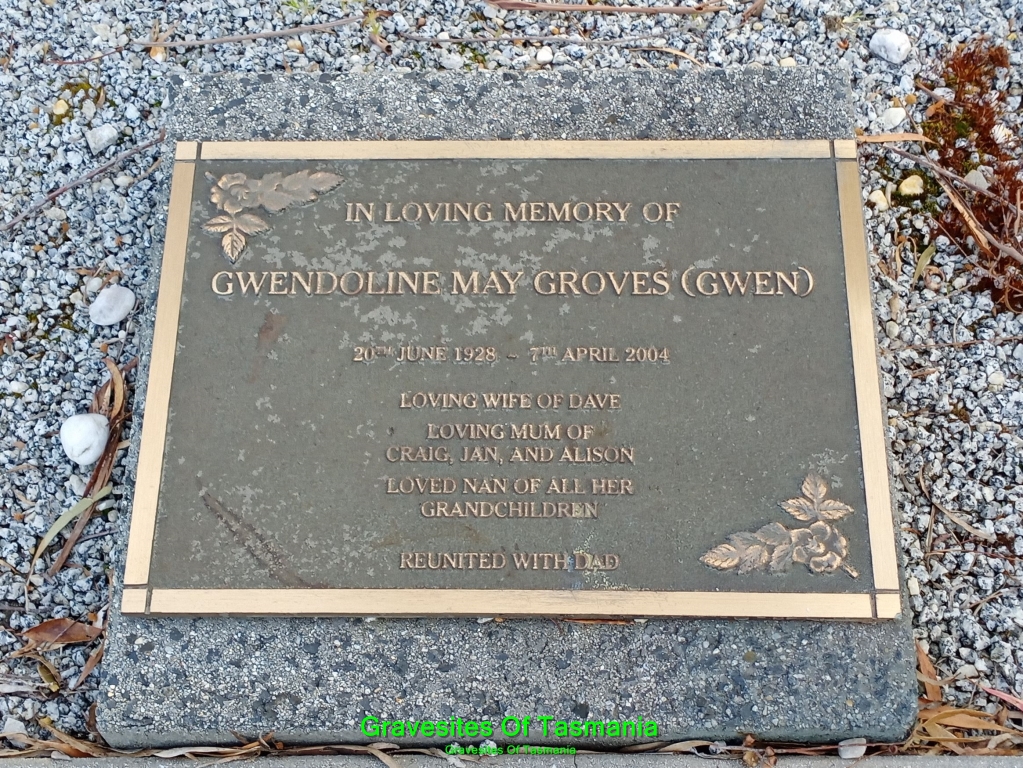 IN LOVING MEMORY OF
GWENDOLINE MAY GROVES (GWEN)
20TH JUNE 1928 ~ 7TH APRIL 2004
LOVING WIFE OF DAVE
LOVING MUM OF
CRAIG, JAN, AND ALISON
LOVED NAN OF ALL HER
GRANDCHILDREN
REUNITED WITH DAD
Gravesites Of Tasmania
Gravesites Of Tasmania